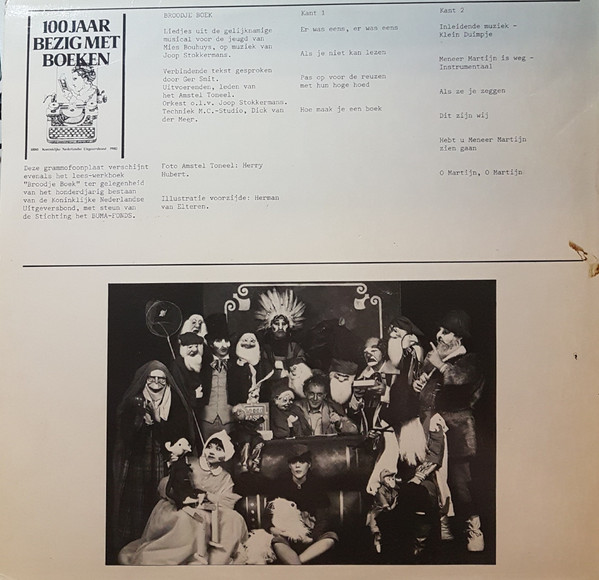 100 JAAR
BEZIG MET
BOEKEN
Koninklijke Nederlandse Uitgeversbond
Deze grammofoonplaat verschijnt
evenals het lees-werkboek
"Broodje Boek" ter gelegenheid
van het honderdjarig bestaan
van de Koninklijke Nederlandse
Uitgeversbond, met steun van
de Stichting het BUMA-FONDS.
BROODJE BOEK
Liedjes uit de gelijknamige
musical voor de jeugd van
Mies Bouhuys, op muziek van
Joop Stokkermans.
Verbindende tekst gesproken
door Ger Smit.
Uitvoerenden, leden van
het Amstel Toneel.
Orkest o.l.v. Joop Stokkermans.
Techniek M.C.-Studio, Dick van
der Meer.
Foto Amstel Toneel: Herry
Hubert.
Illustratie voorzijde: Herman
van Elteren.
Kant 1
Er was eens, er was eens
Als je niet kan lezen
Pas op voor de reuzen
met hun hoge hoed
Hoe maak je een boek
Kant 2
Inleidende muziek -
Klein Duimpje
Meneer Martijn is weg -
Instrumentaal
Als ze je zeggen
Dit zijn wij
Hebt u Meneer Martijn
zien gaan
O Martijn, O Martijn